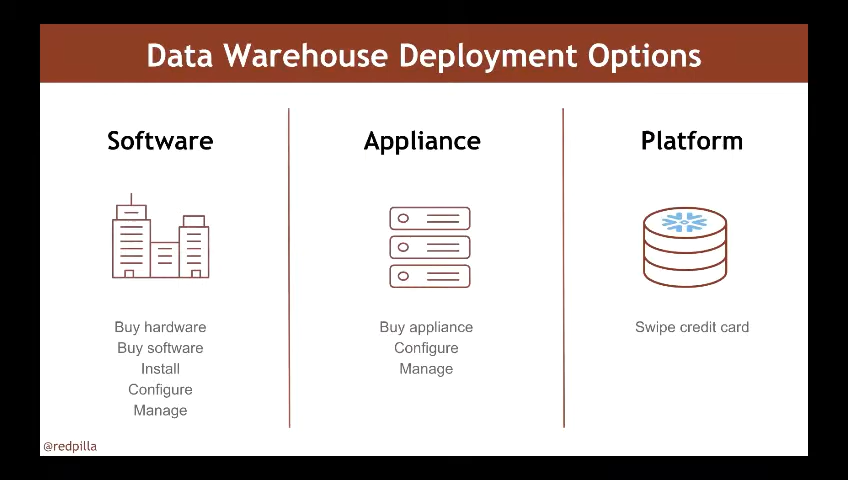 Data Warehouse Deployment Options
Software
Buy hardware
Buy software
Install
Configure
Manage
Appliance
Buy appliance
Configure
Manage
Platform
Swipe credit card
@redpilla